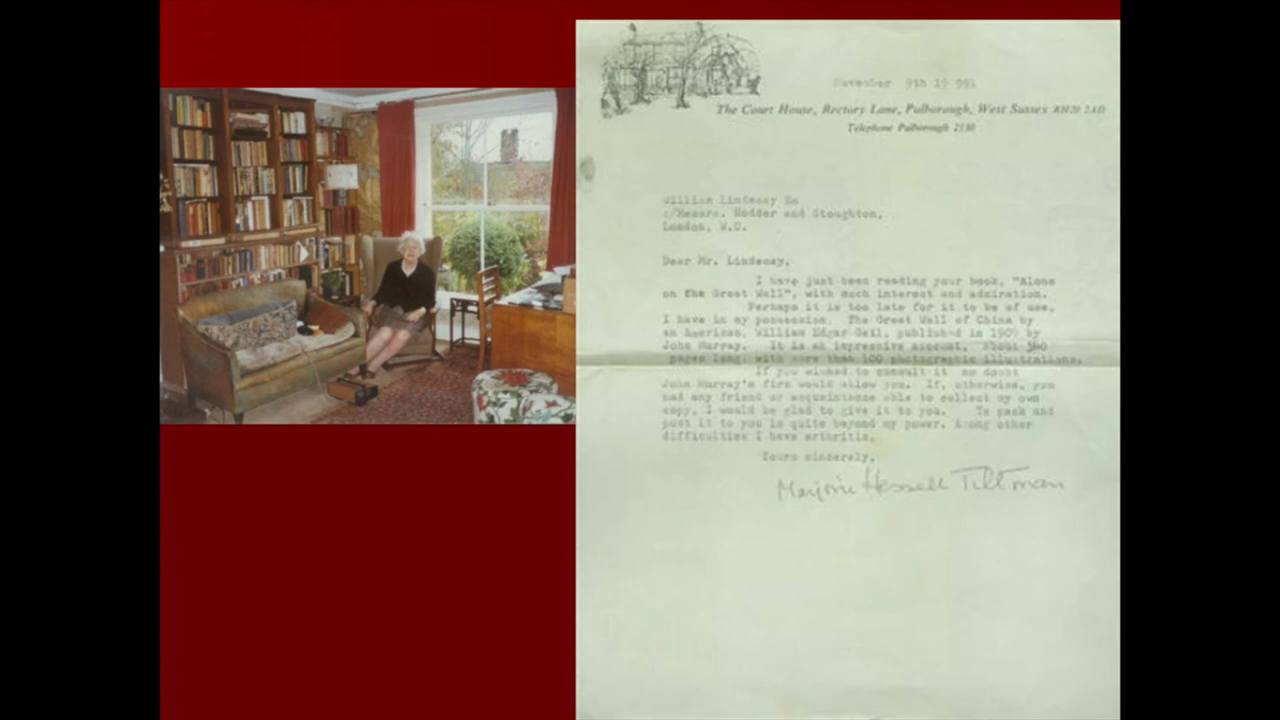 November 9th 19 991
The Court House, Rectory Lane, Pulborough, West Sussex RH20 2AD
Telephone Pulborough 2130
William Lindesay Es
c/Messrs. Hodder and Stoughton,
London, W.C.
Dear Mr. Lindesay,
I have just been reading your book, "Alone
on the Great Wall", with much interest and admiration.
Perhaps it is too late for it to be of use.
I have in my possession, The Great Wall of China by
an American, William Edgar Geil, published in 1909 by
John Murray. It is an impressive account, about
pages long, with more than 100 photographic illustrations.
If you wished to consult it no doubt
John Murray's firm would allow you. If, otherwise, you
had any friend or acquaintance able to collect my own
copy, I would be glad to give it to you. To pack and
post it to you is quite beyond my power. Among other
difficulties I have arthritis.
Yours sincerely,
Marjorie Hessell Tiltman